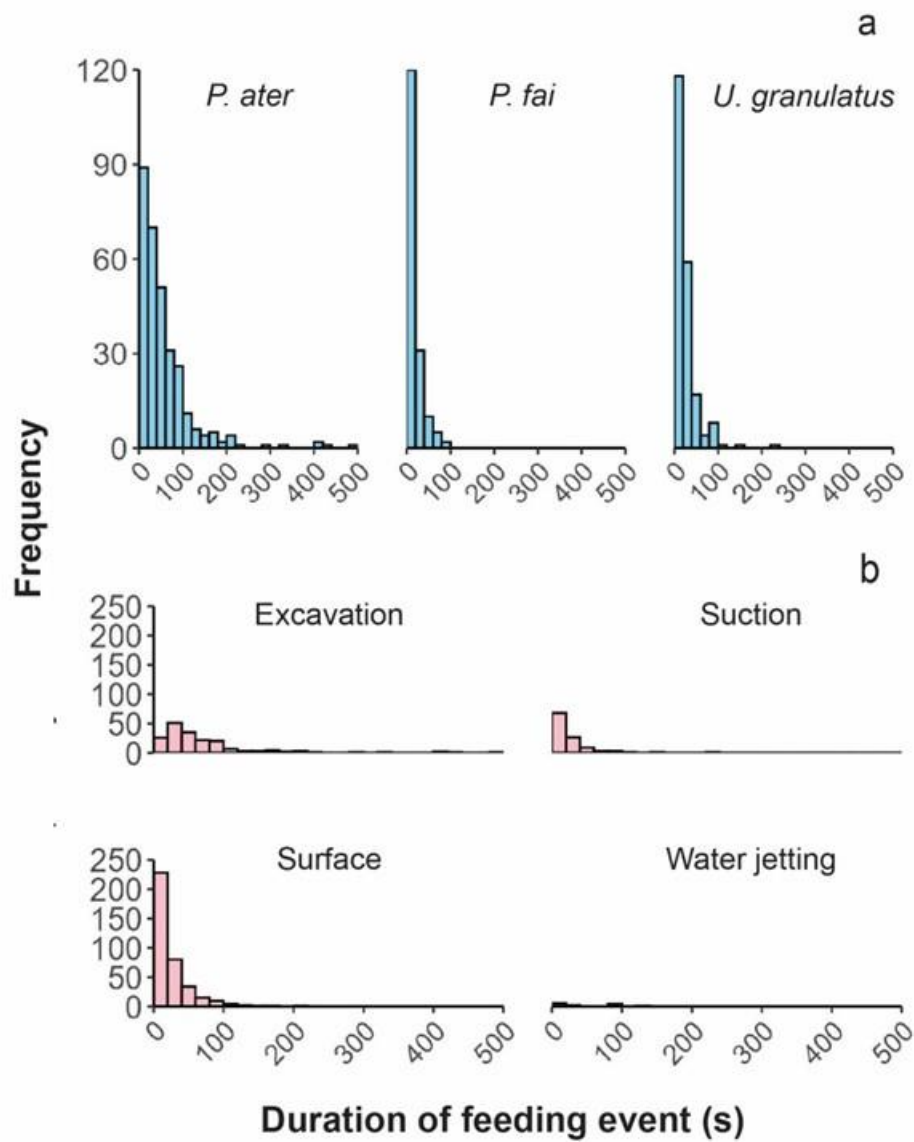 a
P. ater
P. fai
U. granulatus
120
90
60
30
0
0 100 200 300 400 500
0 100 200 300 400 500
0 100 200 300 400 500
Frequency
b
Excavation
Suction
250
200
150
100
50
0
Surface
Water jetting
250
200
150
100
50
0
0 100 200 300 400 500
0 100 200 300 400 500
Duration of feeding event (s)